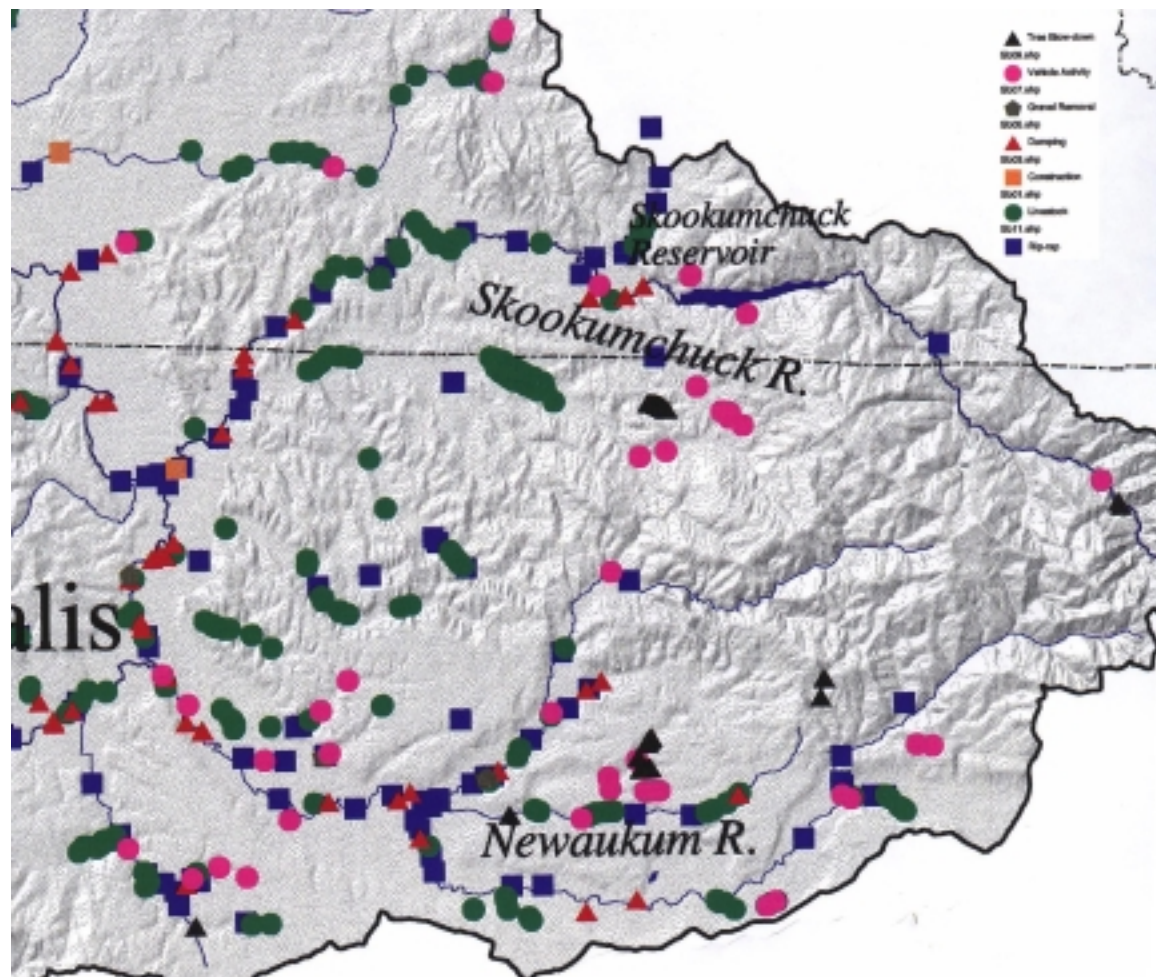 Tree Blow-down
Vehicle Activity
Gravel Removal
Dumping
Construction
Livestock
Rip-rap
Skookumchuck
Reservoir
Skookumchuck R.
alis
Newaukum R.